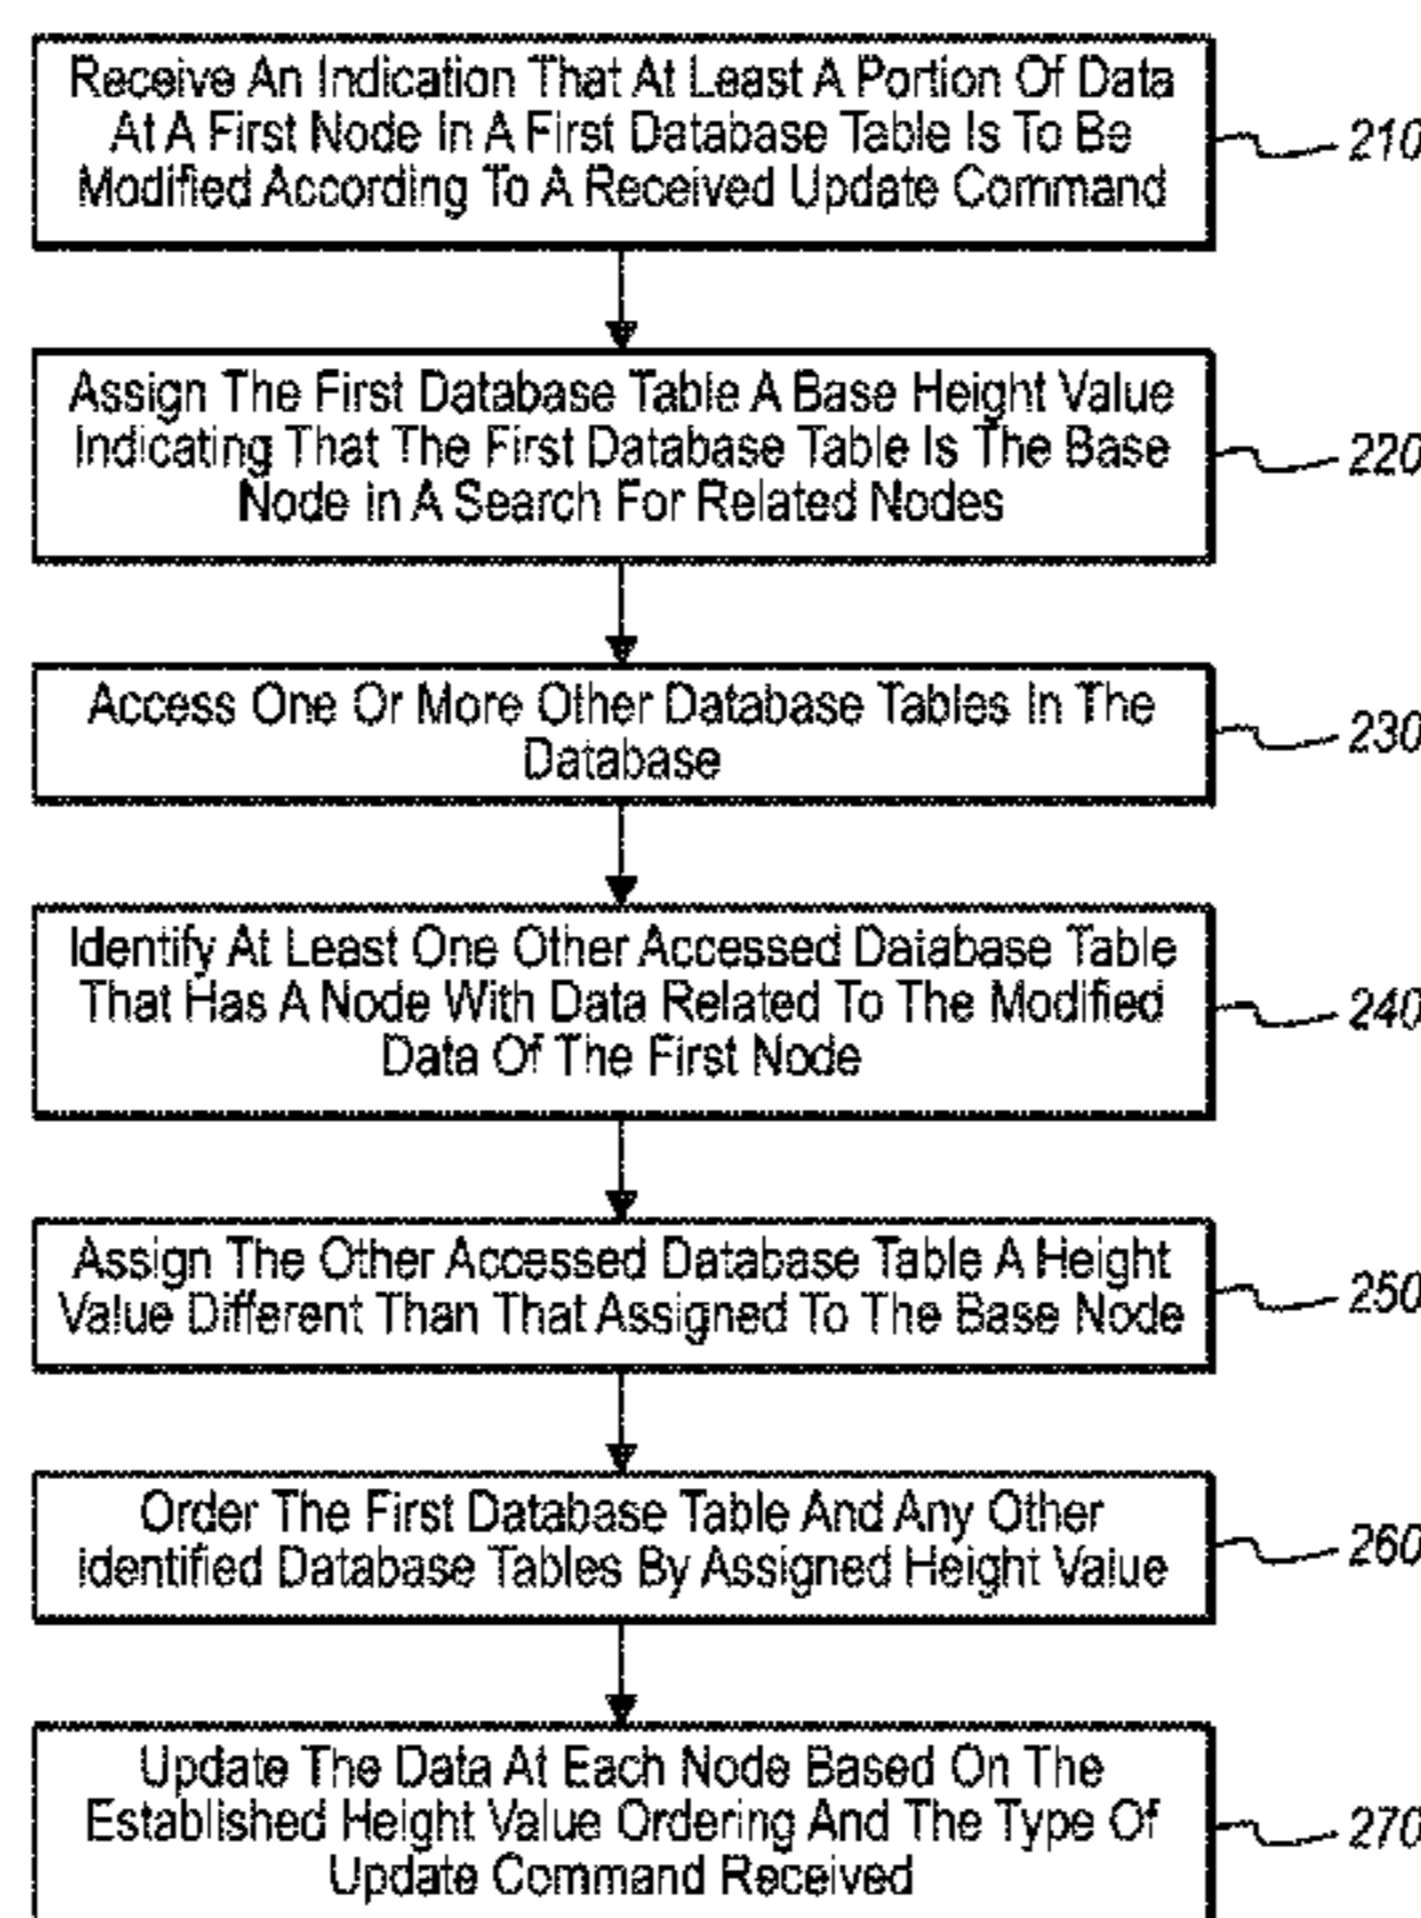 Receive An Indication That At Least A Portion Of Data
At A First Node In A First Database Table Is To Be
Modified According To A Received Update Command
210
Assign The First Database Table A Base Height Value
Indicating That The First Database Table Is The Base
Node In A Search For Related Nodes
220
Access One Or More Other Database Tables In The
Database
230
Identify At Least One Other Accessed Database Table
That Has A Node With Data Related To The Modified
Data Of The First Node
240
Assign The Other Accessed Database Table A Height
Value Different Than That Assigned To The Base Node
250
Order The First Database Table And Any Other
Identified Database Tables By Assigned Height Value
260
Update The Data At Each Node Based On The
Established Height Value Ordering And The Type Of
Update Command Received
270